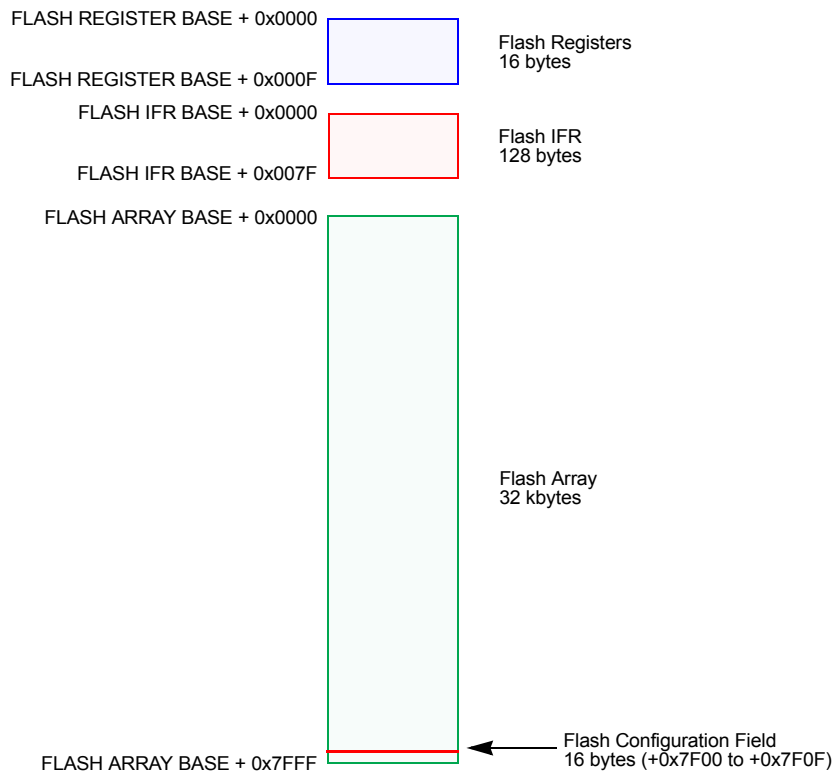 FLASH REGISTER BASE + 0x0000
Flash Registers
16 bytes
FLASH REGISTER BASE + 0x000F
FLASH IFR BASE + 0x0000
Flash IFR
128 bytes
FLASH IFR BASE + 0x007F
FLASH ARRAY BASE + 0x0000
Flash Array
32 kbytes
Flash Configuration Field
16 bytes (+0x7F00 to +0x7F0F)
FLASH ARRAY BASE + 0x7FFF